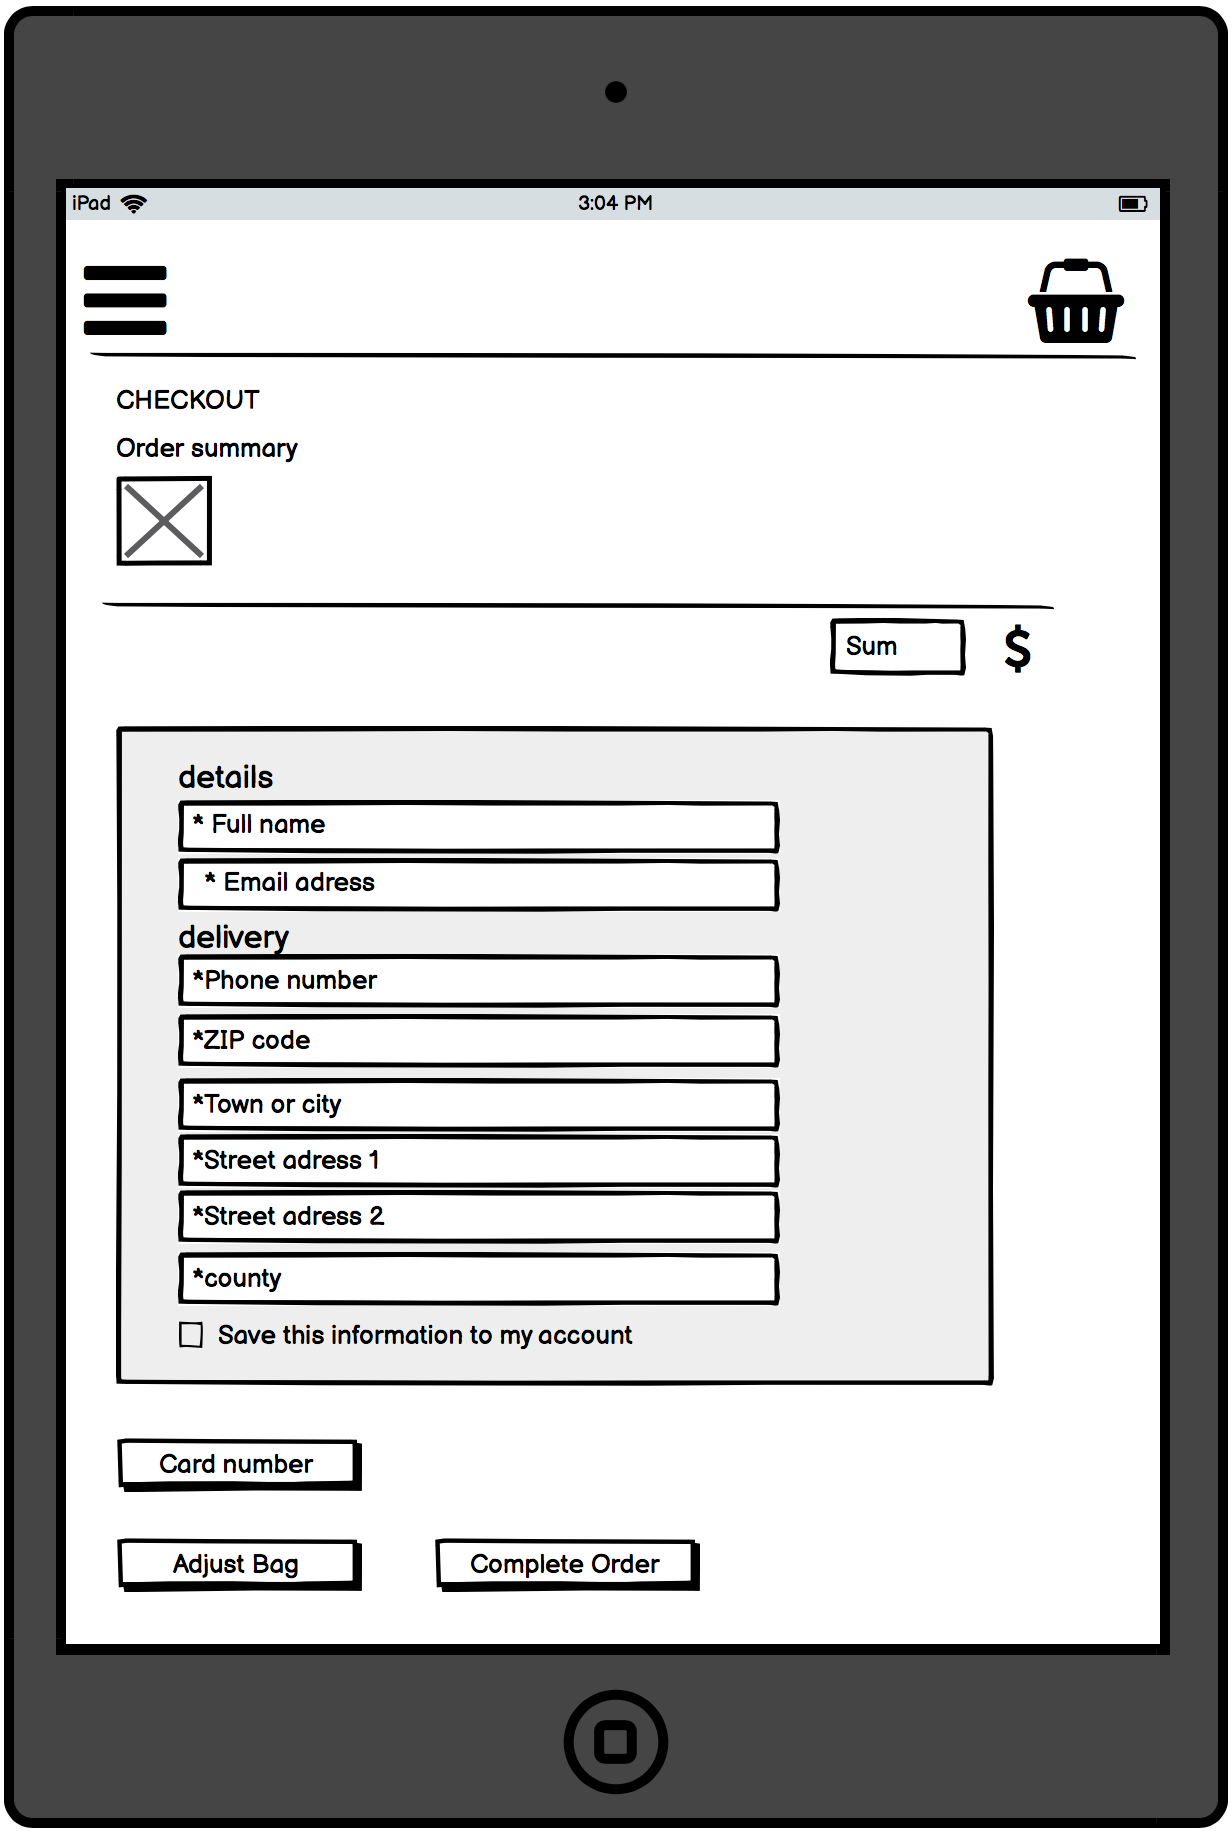 iPad 3:04 PM
CHECKOUT
Order summary
Sum $
details
* Full name
* Email adress
delivery
*Phone number
*ZIP code
*Town or city
*Street adress 1
*Street adress 2
*county
Save this information to my account
Card number
Adjust Bag Complete Order